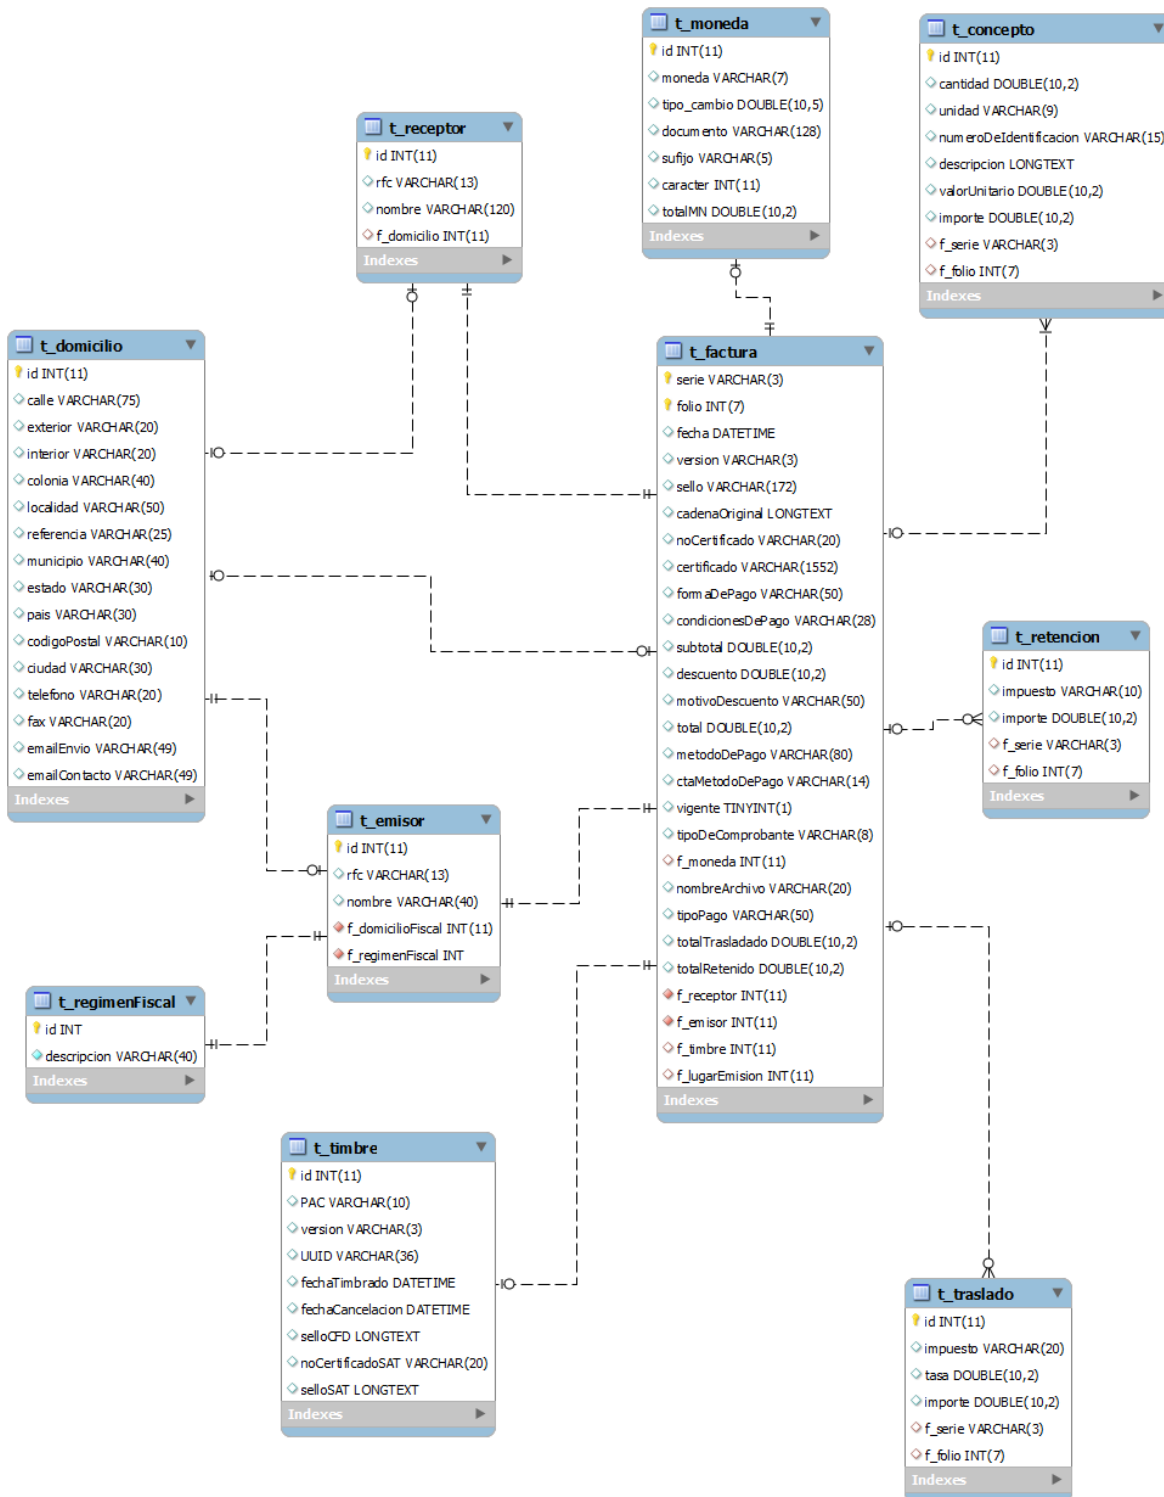 t_moneda
id INT(11)
moneda VARCHAR(7)
tipo_cambio DOUBLE(10,5)
documento VARCHAR(128)
sufijo VARCHAR(5)
caracter INT(11)
totalMN DOUBLE(10,2)
Indexes
t_concepto
id INT(11)
cantidad DOUBLE(10,2)
unidad VARCHAR(9)
numeroDeIdentificacion VARCHAR(15)
descripcion LONGTEXT
valorUnitario DOUBLE(10,2)
importe DOUBLE(10,2)
f_serie VARCHAR(3)
f_folio INT(7)
Indexes
t_receptor
id INT(11)
rfc VARCHAR(13)
nombre VARCHAR(120)
f_domicilio INT(11)
Indexes
t_domicilio
id INT(11)
calle VARCHAR(75)
exterior VARCHAR(20)
interior VARCHAR(20)
colonia VARCHAR(40)
localidad VARCHAR(50)
referencia VARCHAR(25)
municipio VARCHAR(40)
estado VARCHAR(30)
pais VARCHAR(30)
codigoPostal VARCHAR(10)
ciudad VARCHAR(30)
telefono VARCHAR(20)
fax VARCHAR(20)
emailEnvio VARCHAR(49)
emailContacto VARCHAR(49)
Indexes
t_factura
serie VARCHAR(3)
folio INT(7)
fecha DATETIME
version VARCHAR(3)
sello VARCHAR(172)
cadenaOriginal LONGTEXT
noCertificado VARCHAR(20)
certificado VARCHAR(1552)
formaDePago VARCHAR(50)
condicionesDePago VARCHAR(28)
subtotal DOUBLE(10,2)
descuento DOUBLE(10,2)
motivoDescuento VARCHAR(50)
total DOUBLE(10,2)
metodoDePago VARCHAR(80)
ctaMetodoDePago VARCHAR(14)
vigente TINYINT(1)
tipoDeComprobante VARCHAR(8)
f_moneda INT(11)
nombreArchivo VARCHAR(20)
tipoPago VARCHAR(50)
totalTrasladado DOUBLE(10,2)
totalRetenido DOUBLE(10,2)
f_receptor INT(11)
f_emisor INT(11)
f_timbre INT(11)
f_lugarEmision INT(11)
Indexes
t_retencion
id INT(11)
impuesto VARCHAR(10)
importe DOUBLE(10,2)
f_serie VARCHAR(3)
f_folio INT(7)
Indexes
t_emisor
id INT(11)
rfc VARCHAR(13)
nombre VARCHAR(40)
f_domicilioFiscal INT(11)
f_regimenFiscal INT
Indexes
t_regimenFiscal
id INT
descripcion VARCHAR(40)
Indexes
t_timbre
id INT(11)
PAC VARCHAR(10)
version VARCHAR(3)
UUID VARCHAR(36)
fechaTimbrado DATETIME
fechaCancelacion DATETIME
selloCFD LONGTEXT
noCertificadoSAT VARCHAR(20)
selloSAT LONGTEXT
Indexes
t_traslado
id INT(11)
impuesto VARCHAR(20)
tasa DOUBLE(10,2)
importe DOUBLE(10,2)
f_serie VARCHAR(3)
f_folio INT(7)
Indexes